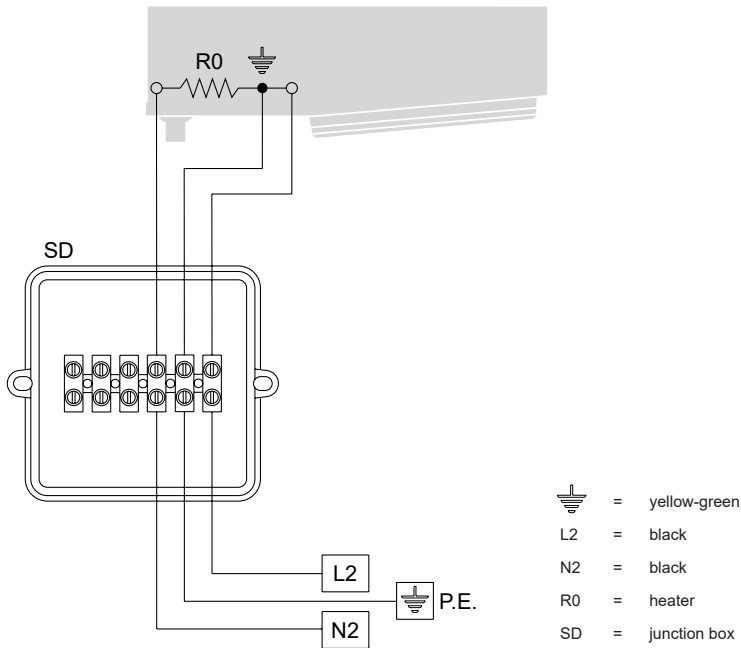 R0
SD
L2
P.E.
N2
= yellow-green
L2 = black
N2 = black
R0 = heater
SD = junction box